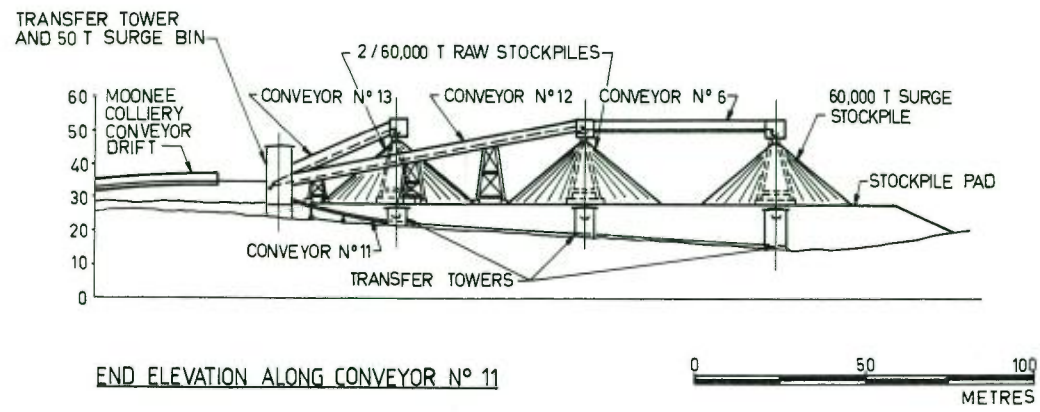 TRANSFER TOWER
AND 50 T SURGE BIN
2/60,000 T RAW STOCKPILES
MOONEE
COLLIERY
CONVEYOR
DRIFT
CONVEYOR Nº 13
CONVEYOR Nº 12
CONVEYOR Nº 6
60,000 T SURGE
STOCKPILE
60
50
40
30
20
10
0
STOCKPILE PAD
CONVEYOR Nº 11
TRANSFER TOWERS
END ELEVATION ALONG CONVEYOR Nº 11
0 50 100
METRES